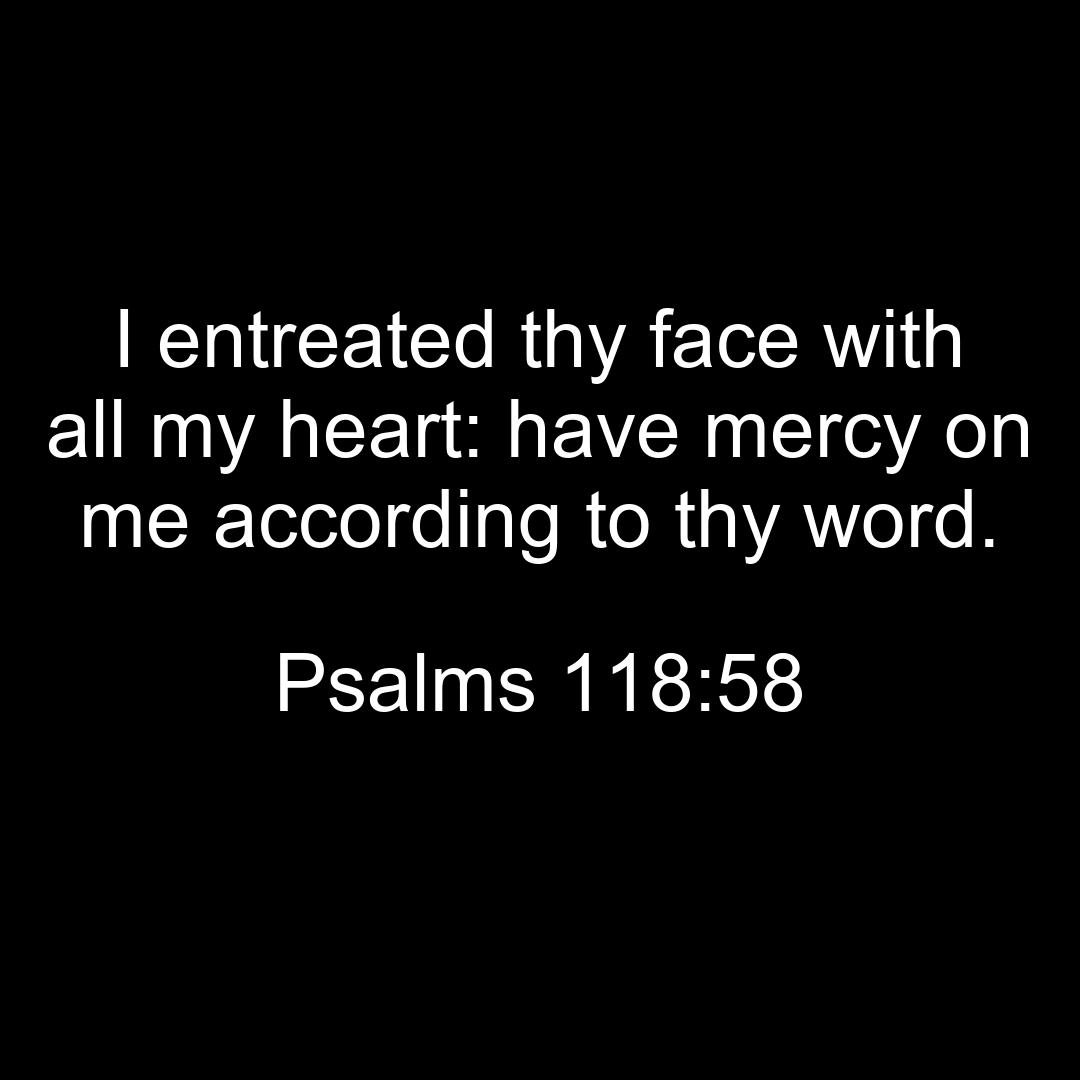 I entreated thy face with
all my heart: have mercy on
me according to thy word.
Psalms 118:58